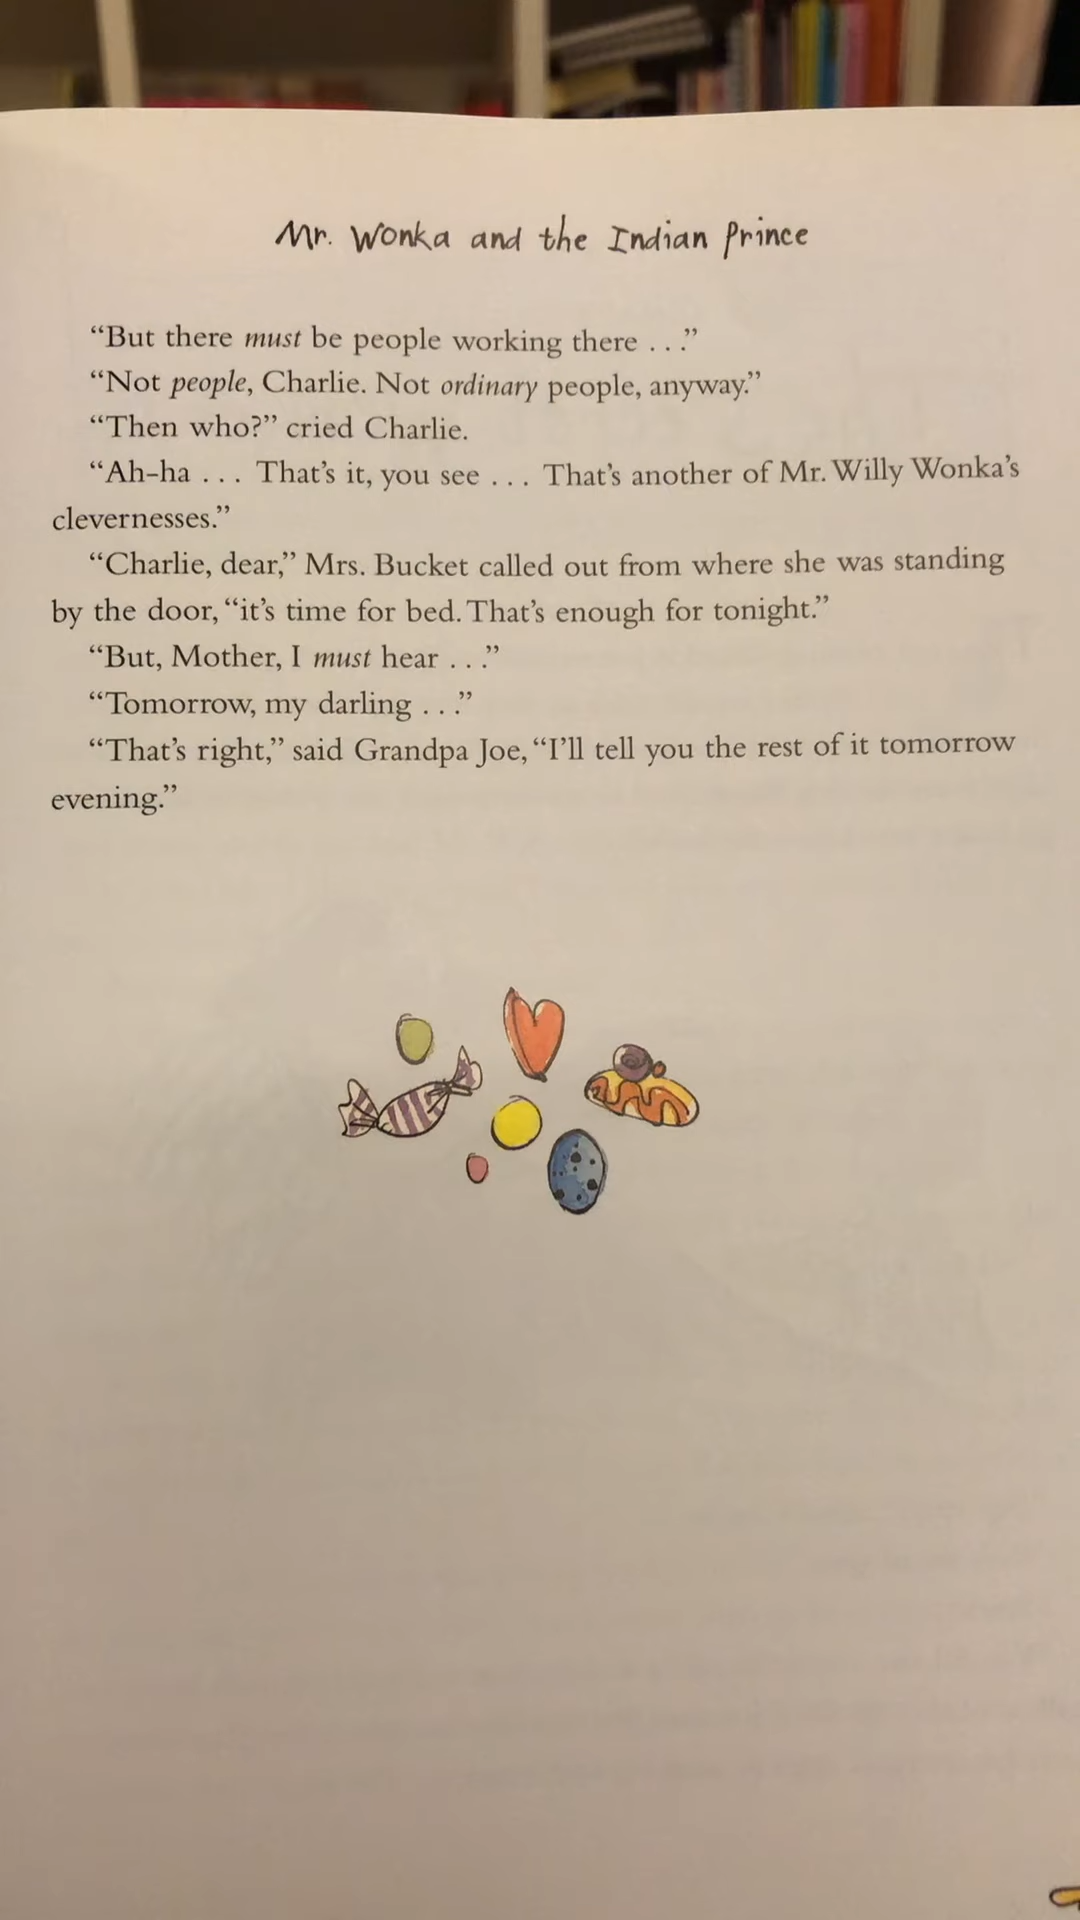 Mr. Wonka and the Indian Prince
“But there must be people working there . . .”
“Not people, Charlie. Not ordinary people, anyway.”
“Then who?” cried Charlie.
“Ah-ha . . . That’s it, you see . . . That’s another of Mr. Willy Wonka’s
clevernesses.”
“Charlie, dear,” Mrs. Bucket called out from where she was standing
by the door, “it’s time for bed. That’s enough for tonight.”
“But, Mother, I must hear . . .”
“Tomorrow, my darling . . .”
“That’s right,” said Grandpa Joe, “I’ll tell you the rest of it tomorrow
evening.”